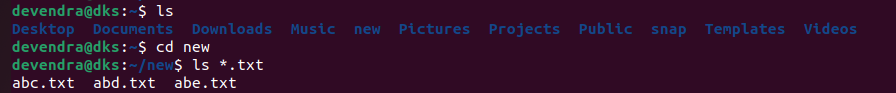 devendra@dks:~$ ls
Desktop  Documents  Downloads  Music  new  Pictures  Projects  Public  snap  Templates  Videos
devendra@dks:~$ cd new
devendra@dks:~/new$ ls *.txt
abc.txt  abd.txt  abe.txt